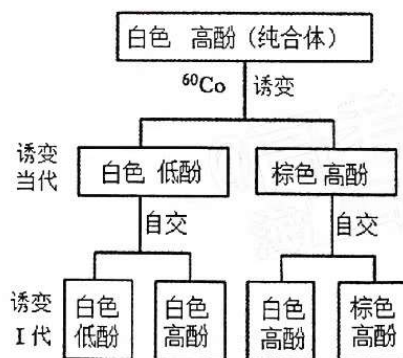 白色 高酚（纯合体）
⁶⁰Co 诱变
诱变
当代
白色 低酚
棕色 高酚
自交
自交
诱变
I 代
白色
低酚
白色
高酚
白色
高酚
棕色
高酚